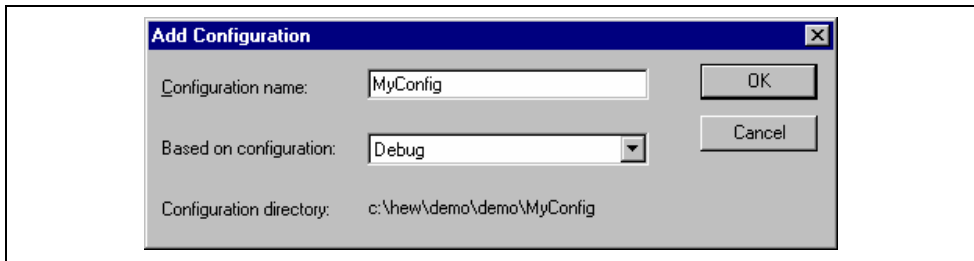 Add Configuration
Configuration name: MyConfig OK
Based on configuration: Debug Cancel
Configuration directory: c:\hew\demo\demo\MyConfig